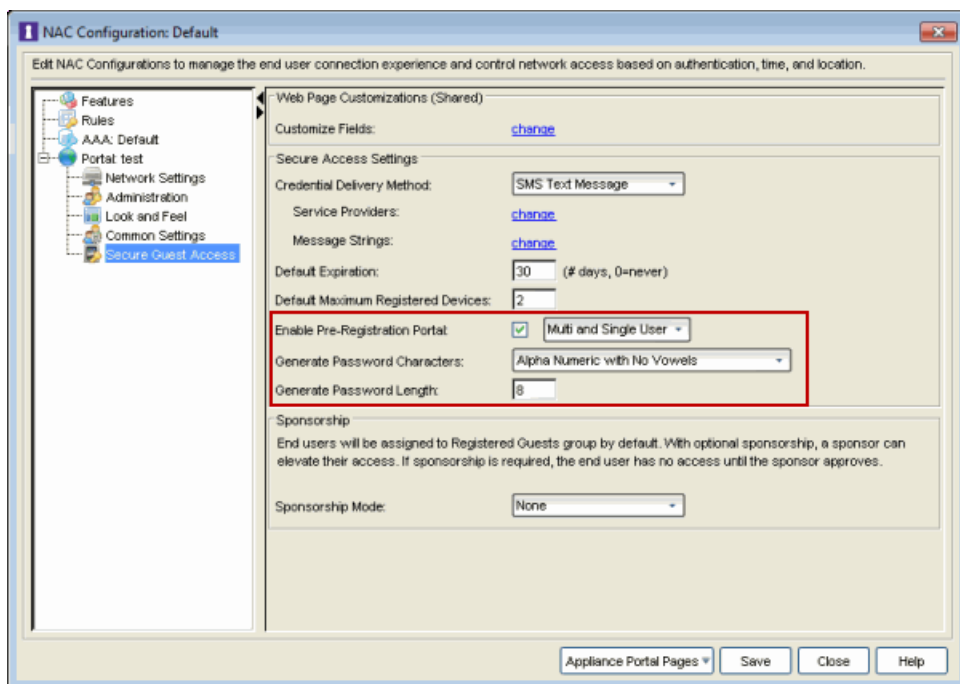 NAC Configuration: Default
Edit NAC Configurations to manage the end user connection experience and control network access based on authentication, time, and location.
Features
Rules
AAA: Default
Portal: test
Network Settings
Administration
Look and Feel
Common Settings
Secure Guest Access
Web Page Customizations (Shared)
Customize Fields: change
Secure Access Settings
Credential Delivery Method: SMS Text Message
Service Providers: change
Message Strings: change
Default Expiration: 30 (# days, 0=never)
Default Maximum Registered Devices: 2
Enable Pre-Registration Portal: Multi and Single User
Generate Password Characters: Alpha Numeric with No Vowels
Generate Password Length: 8
Sponsorship
End users will be assigned to Registered Guests group by default. With optional sponsorship, a sponsor can
elevate their access. If sponsorship is required, the end user has no access until the sponsor approves.
Sponsorship Mode: None
Appliance Portal Pages Save Close Help